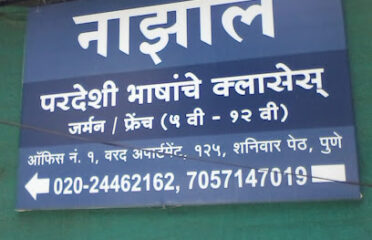 नाझाल
परदेशी भाषांचे क्लासेस्
जर्मन / फ्रेंच (५ वी - १२ वी)
ऑफिस नं. १, वरद अपार्टमेंट, १२५, शनिवार पेठ, पुणे
020-24462162, 7057147019